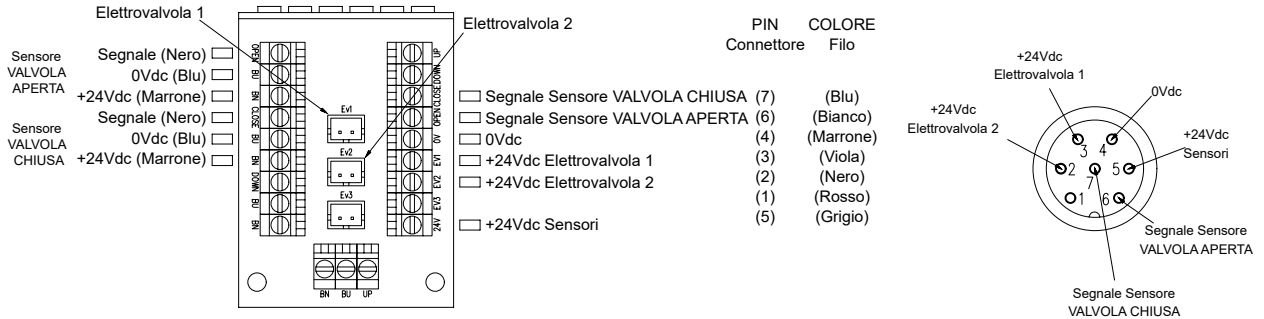 Elettrovalvola 1
Elettrovalvola 2
Sensore
VALVOLA
APERTA
Segnale (Nero)
0Vdc (Blu)
+24Vdc (Marrone)
Sensore
VALVOLA
CHIUSA
Segnale (Nero)
0Vdc (Blu)
+24Vdc (Marrone)
OPEN
BU
BN
CLOSE
BU
BN
DOWN
BU
BN
Ev1
Ev2
Ev3
UP
DOWN
CLOSE
OPEN
0V
EV1
EV2
EV3
24V
BN BU UP
PIN COLORE
Connettore Filo
Segnale Sensore VALVOLA CHIUSA (7) (Blu)
Segnale Sensore VALVOLA APERTA (6) (Bianco)
0Vdc (4) (Marrone)
+24Vdc Elettrovalvola 1 (3) (Viola)
+24Vdc Elettrovalvola 2 (2) (Nero)
(1) (Rosso)
+24Vdc Sensori (5) (Grigio)
+24Vdc
Elettrovalvola 1
+24Vdc
Elettrovalvola 2
0Vdc
+24Vdc
Sensori
3 4
2 5
7
1 6
Segnale Sensore
VALVOLA APERTA
Segnale Sensore
VALVOLA CHIUSA